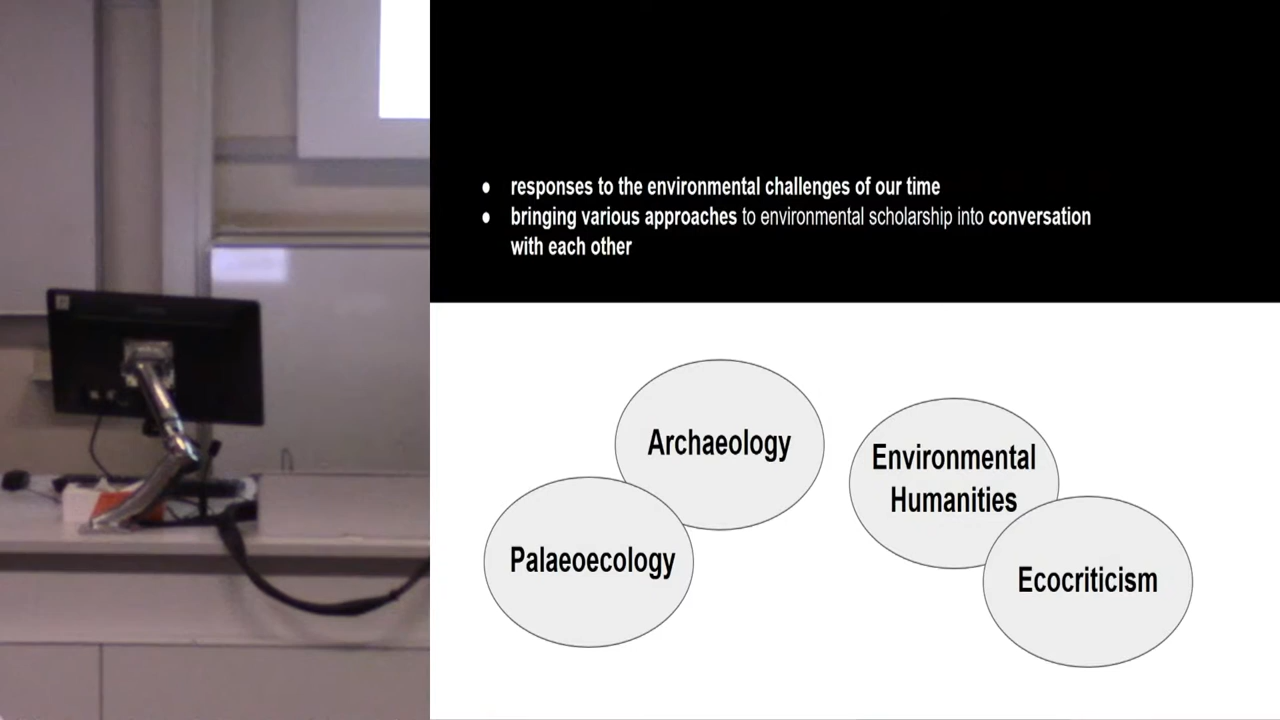 ● responses to the environmental challenges of our time
● bringing various approaches to environmental scholarship into conversation
with each other
Archaeology
Environmental
Humanities
Palaeoecology
Ecocriticism